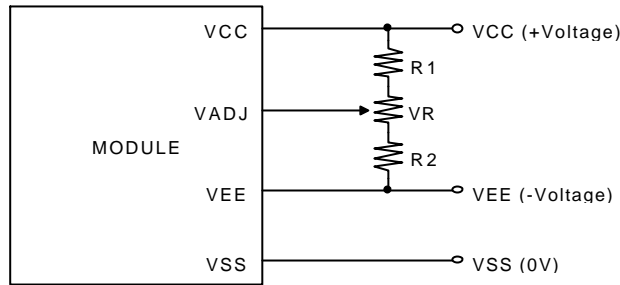 VCC
VCC (+Voltage)
R1
VADJ
VR
MODULE
R2
VEE
VEE (-Voltage)
VSS
VSS (0V)